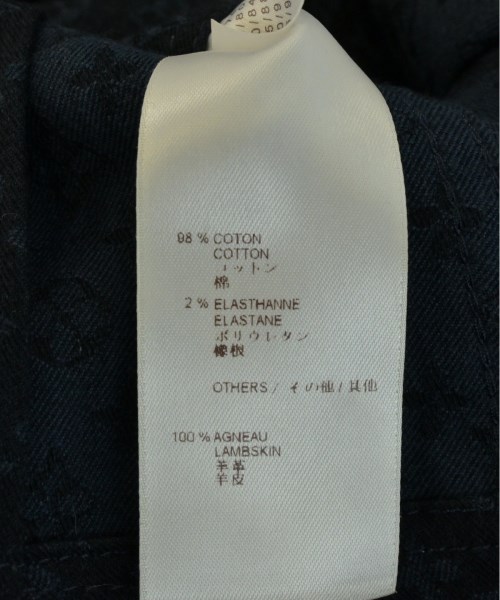 98 % COTON
COTTON
コットン
棉
2 % ELASTHANNE
ELASTANE
ポリウレタン
橡根
OTHERS / その他 / 其他
100 % AGNEAU
LAMBSKIN
羊革
羊皮